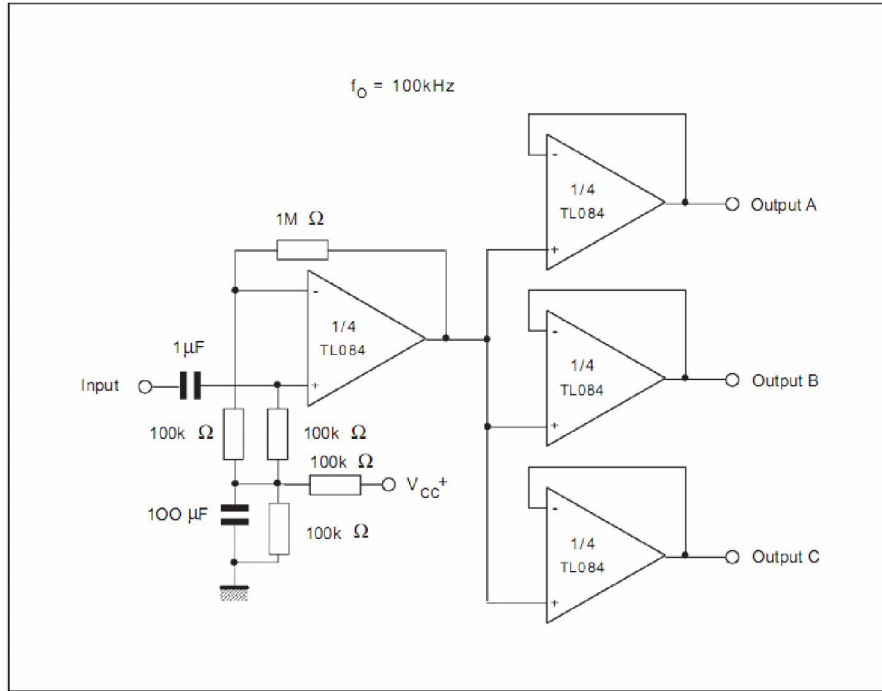 fO = 100kHz
1M Ω
-
1/4
TL084
+
1µF
Input
100k Ω
100k Ω
100k Ω
VCC+
100 µF
100k Ω
-
1/4
TL084
+
Output A
-
1/4
TL084
+
Output B
-
1/4
TL084
+
Output C